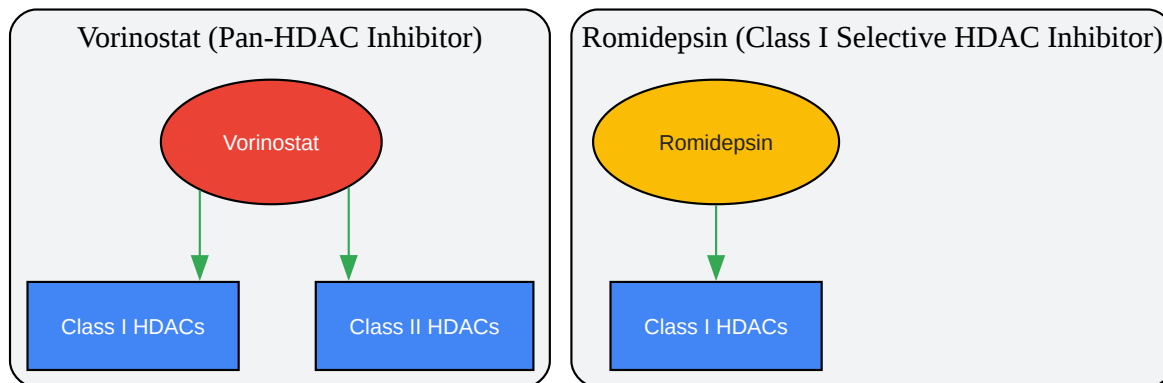 Vorinostat (Pan-HDAC Inhibitor)
Vorinostat
Class I HDACs
Class II HDACs
Romidepsin (Class I Selective HDAC Inhibitor)
Romidepsin
Class I HDACs